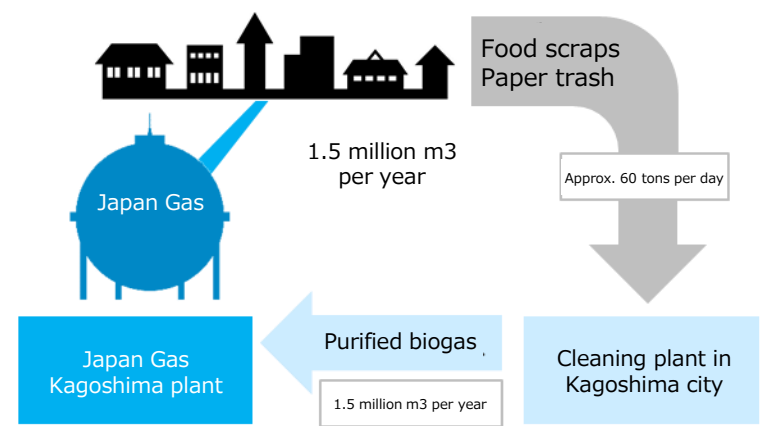 Food scraps
Paper trash
1.5 million m3
per year
Approx. 60 tons per day
Japan Gas
Purified biogas
1.5 million m3 per year
Cleaning plant in
Kagoshima city
Japan Gas
Kagoshima plant